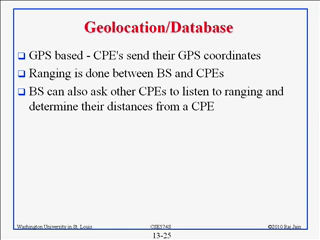 Geolocation/Database
GPS based - CPE's send their GPS coordinates
Ranging is done between BS and CPEs
BS can also ask other CPEs to listen to ranging and
determine their distances from a CPE
Washington University in St. Louis
CSE574S
©2010 Raj Jain
13-25